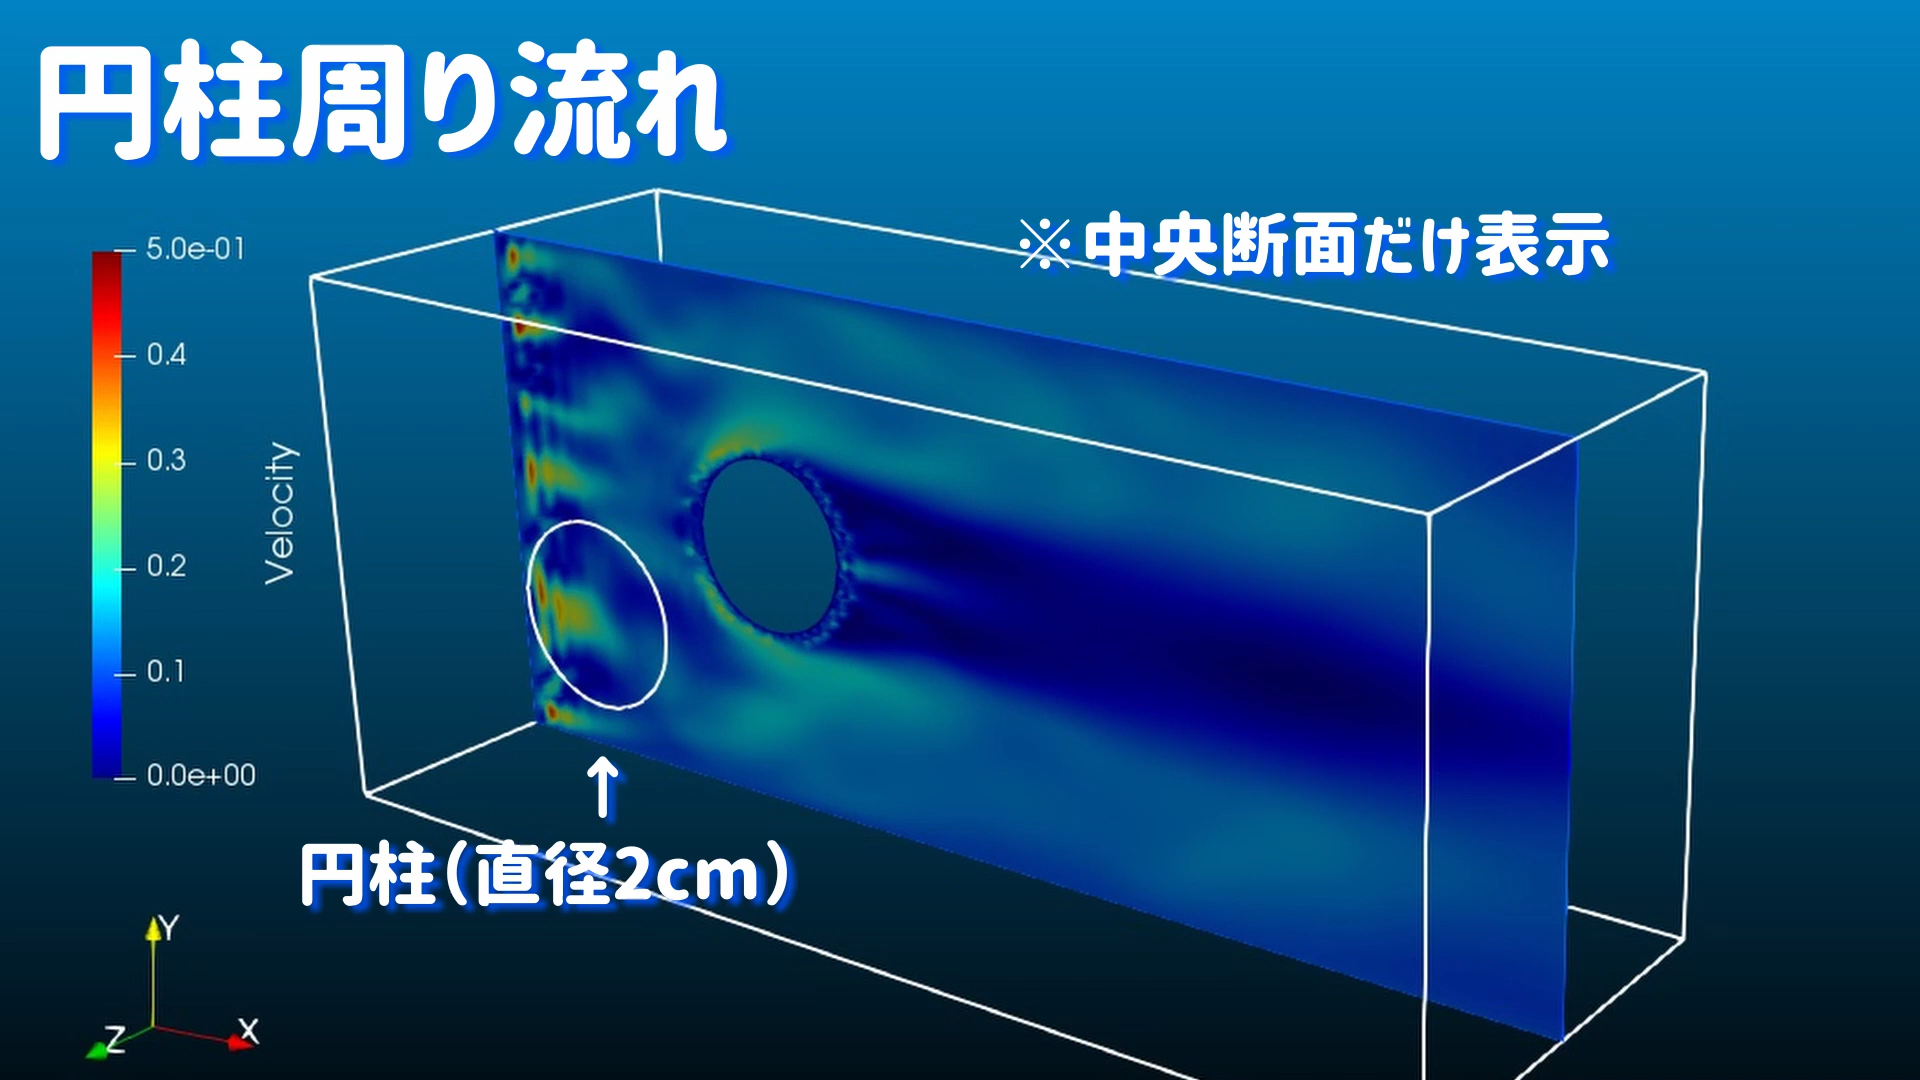 円柱周り流れ
※中央断面だけ表示
5.0e-01
0.4
0.3
0.2
0.1
0.0e+00
Velocity
↑
円柱(直径2cm)
Y
Z
X